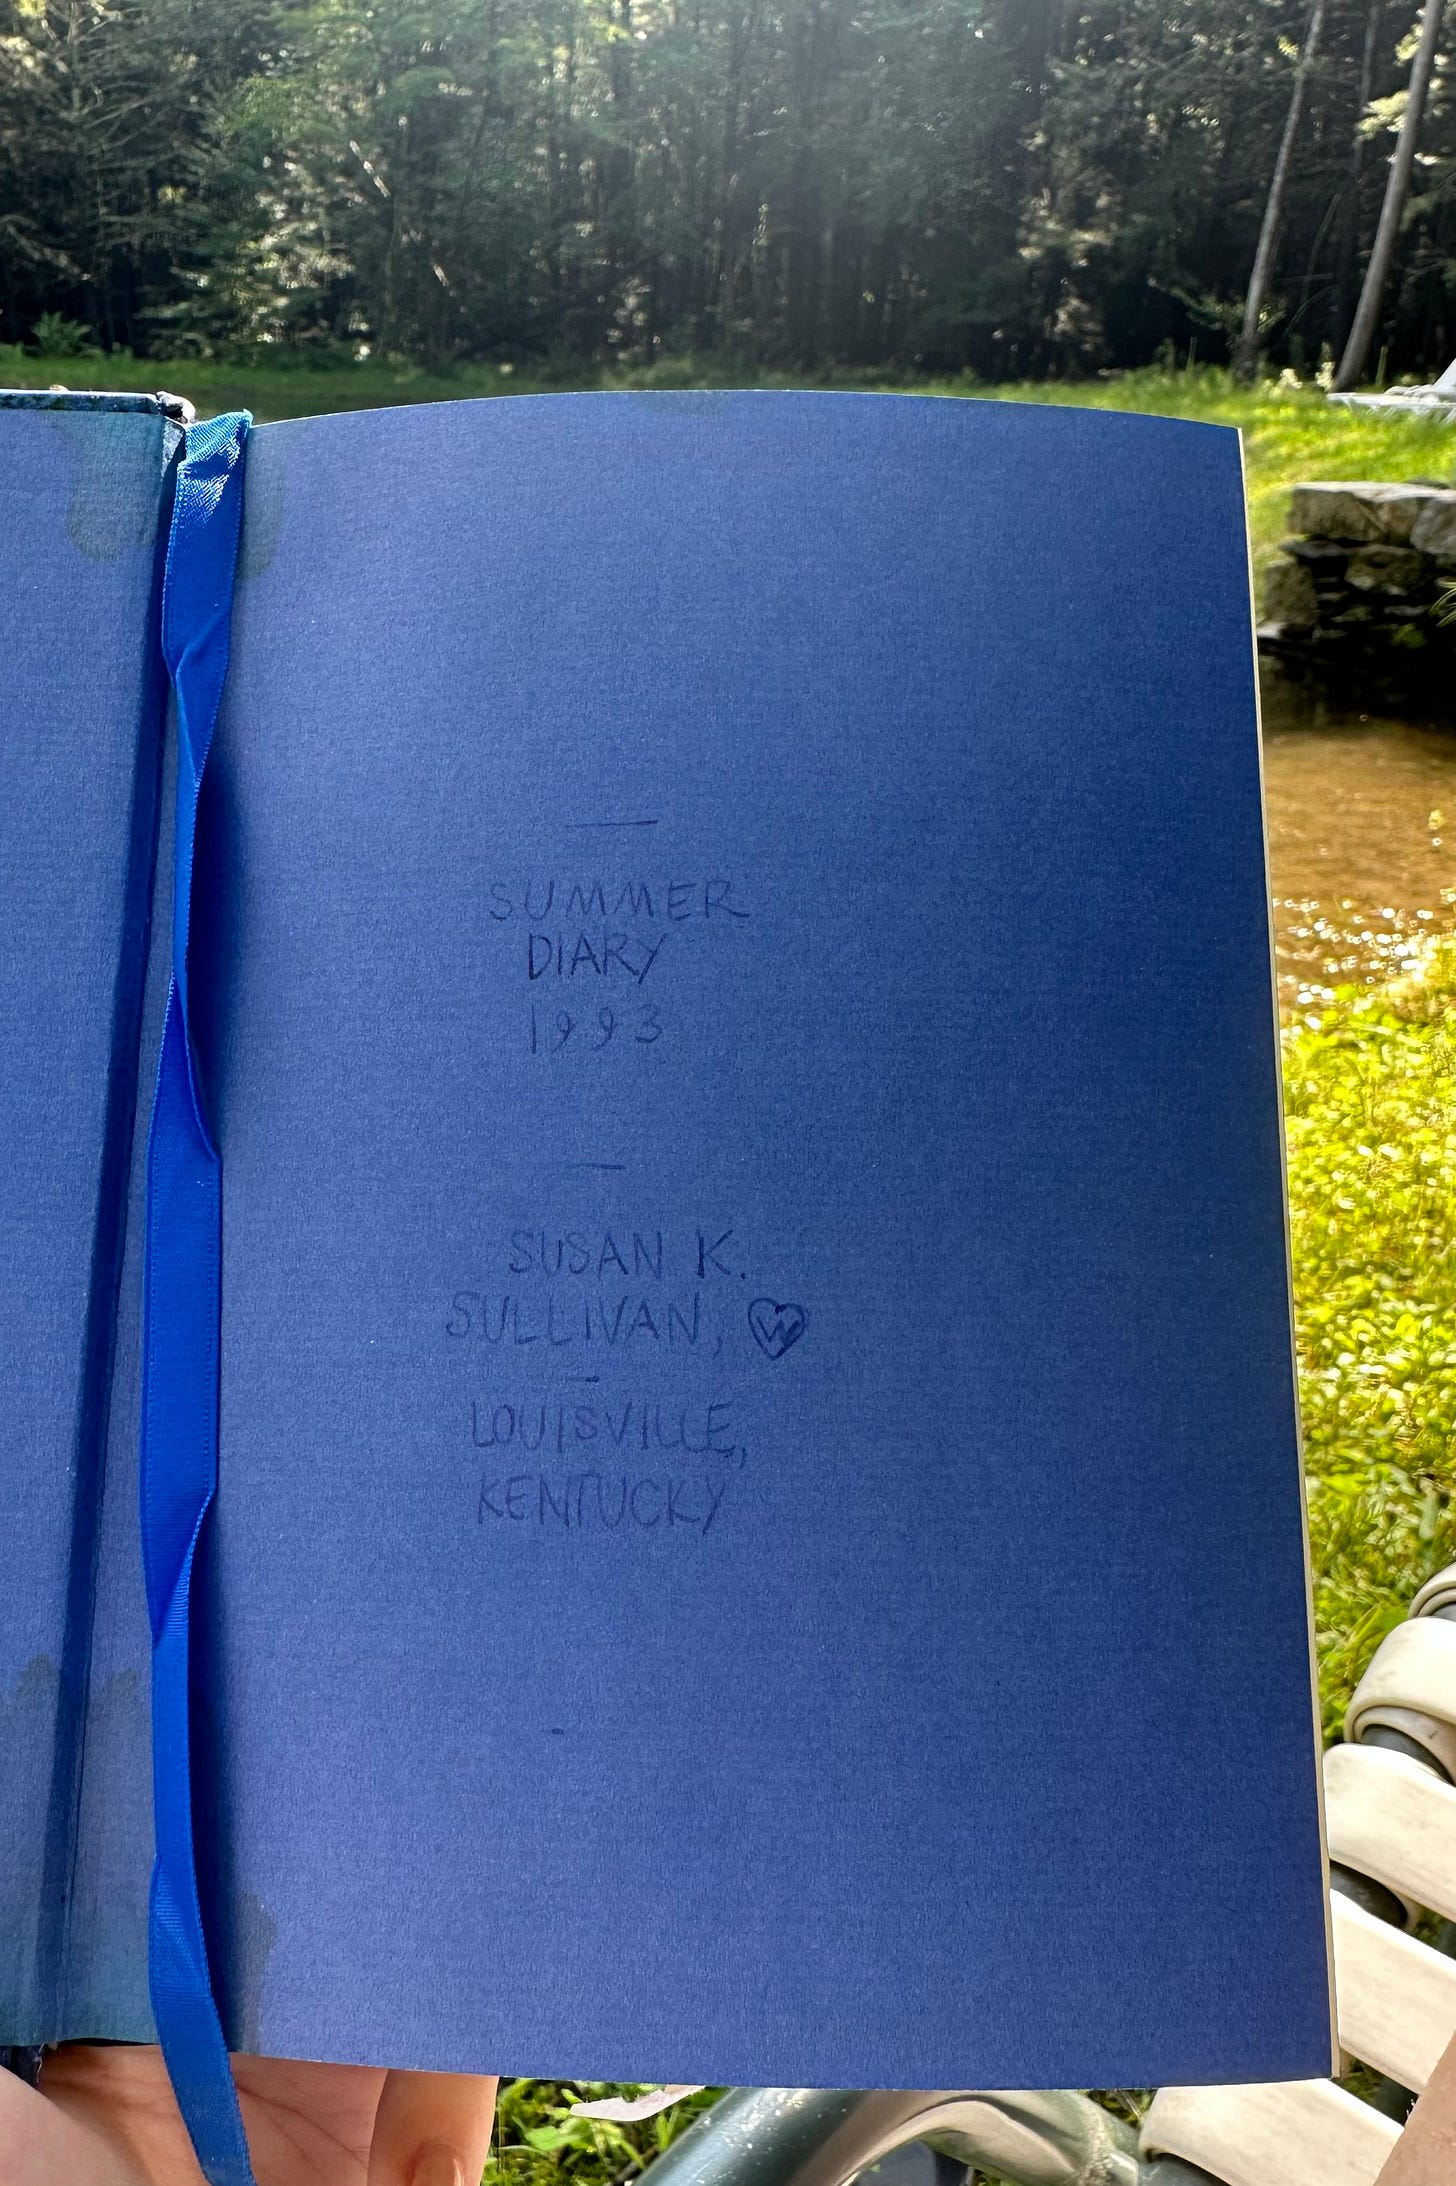 SUMMER
DIARY
1993
SUSAN K.
SULLIVAN, W
LOUISVILLE,
KENTUCKY